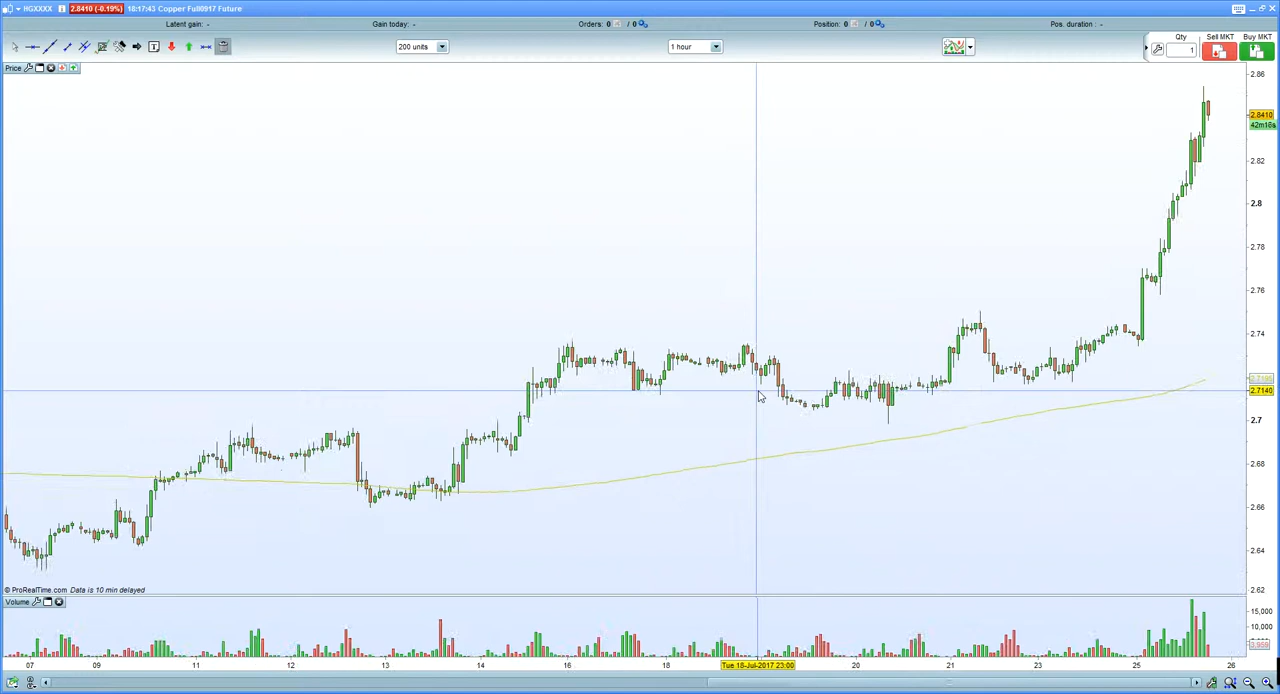 HGXXXX 2.8410 (-0.19%) 18:17:43 Copper Full0917 Future
Latent gain: - Gain today: - Orders: 0 / 0 Position: 0 / 0 Pos. duration : -
200 units 1 hour Qty 1 Sell MKT Buy MKT
Price
2.86
2.8410
42m16s
2.82
2.8
2.78
2.76
2.74
2.7140
2.7
2.68
2.66
2.64
2.62
© ProRealTime.com Data is 10 min delayed
Volume
15,000
10,000
3,959
07 09 11 12 13 14 16 18 Tue 18-Jul-2017 23:00 20 21 23 25 26